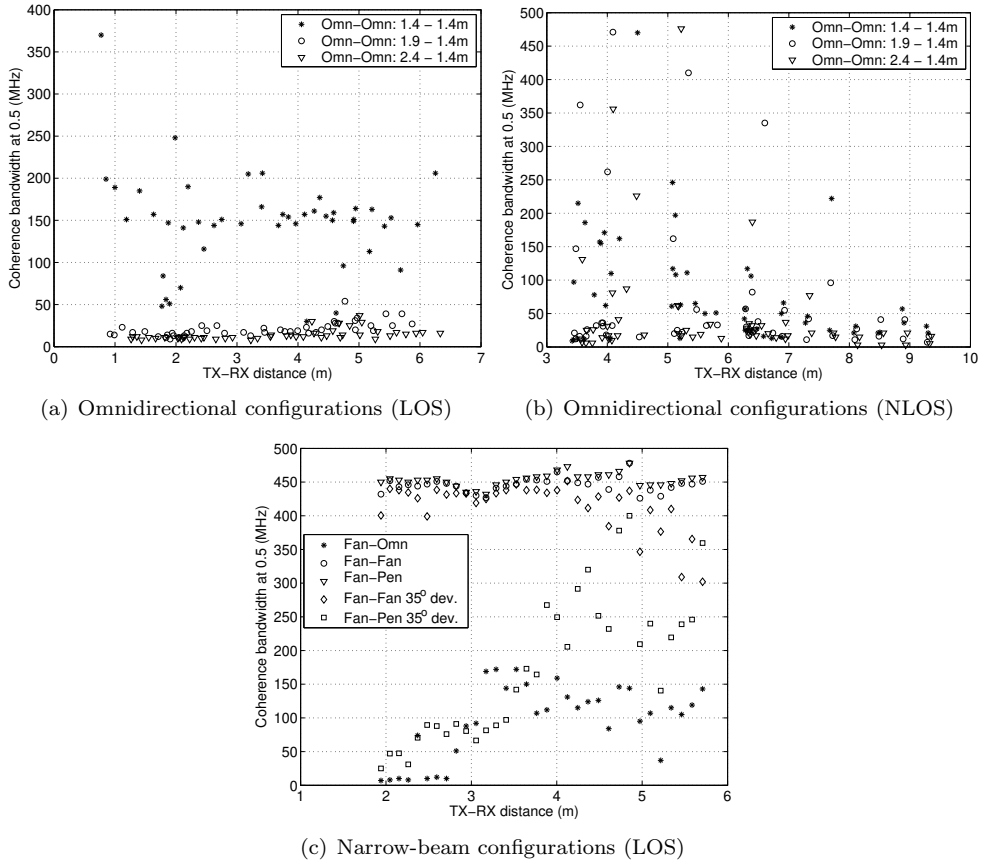 400
350
300
250
200
150
100
50
0
Coherence bandwidth at 0.5 (MHz)
Omn−Omn: 1.4 − 1.4m
Omn−Omn: 1.9 − 1.4m
Omn−Omn: 2.4 − 1.4m
0 1 2 3 4 5 6 7
TX−RX distance (m)
(a) Omnidirectional configurations (LOS)
500
450
400
350
300
250
200
150
100
50
0
Coherence bandwidth at 0.5 (MHz)
Omn−Omn: 1.4 − 1.4m
Omn−Omn: 1.9 − 1.4m
Omn−Omn: 2.4 − 1.4m
3 4 5 6 7 8 9 10
TX−RX distance (m)
(b) Omnidirectional configurations (NLOS)
500
450
400
350
300
250
200
150
100
50
0
Coherence bandwidth at 0.5 (MHz)
Fan−Omn
Fan−Fan
Fan−Pen
Fan−Fan 35° dev.
Fan−Pen 35° dev.
1 2 3 4 5 6
TX−RX distance (m)
(c) Narrow-beam configurations (LOS)